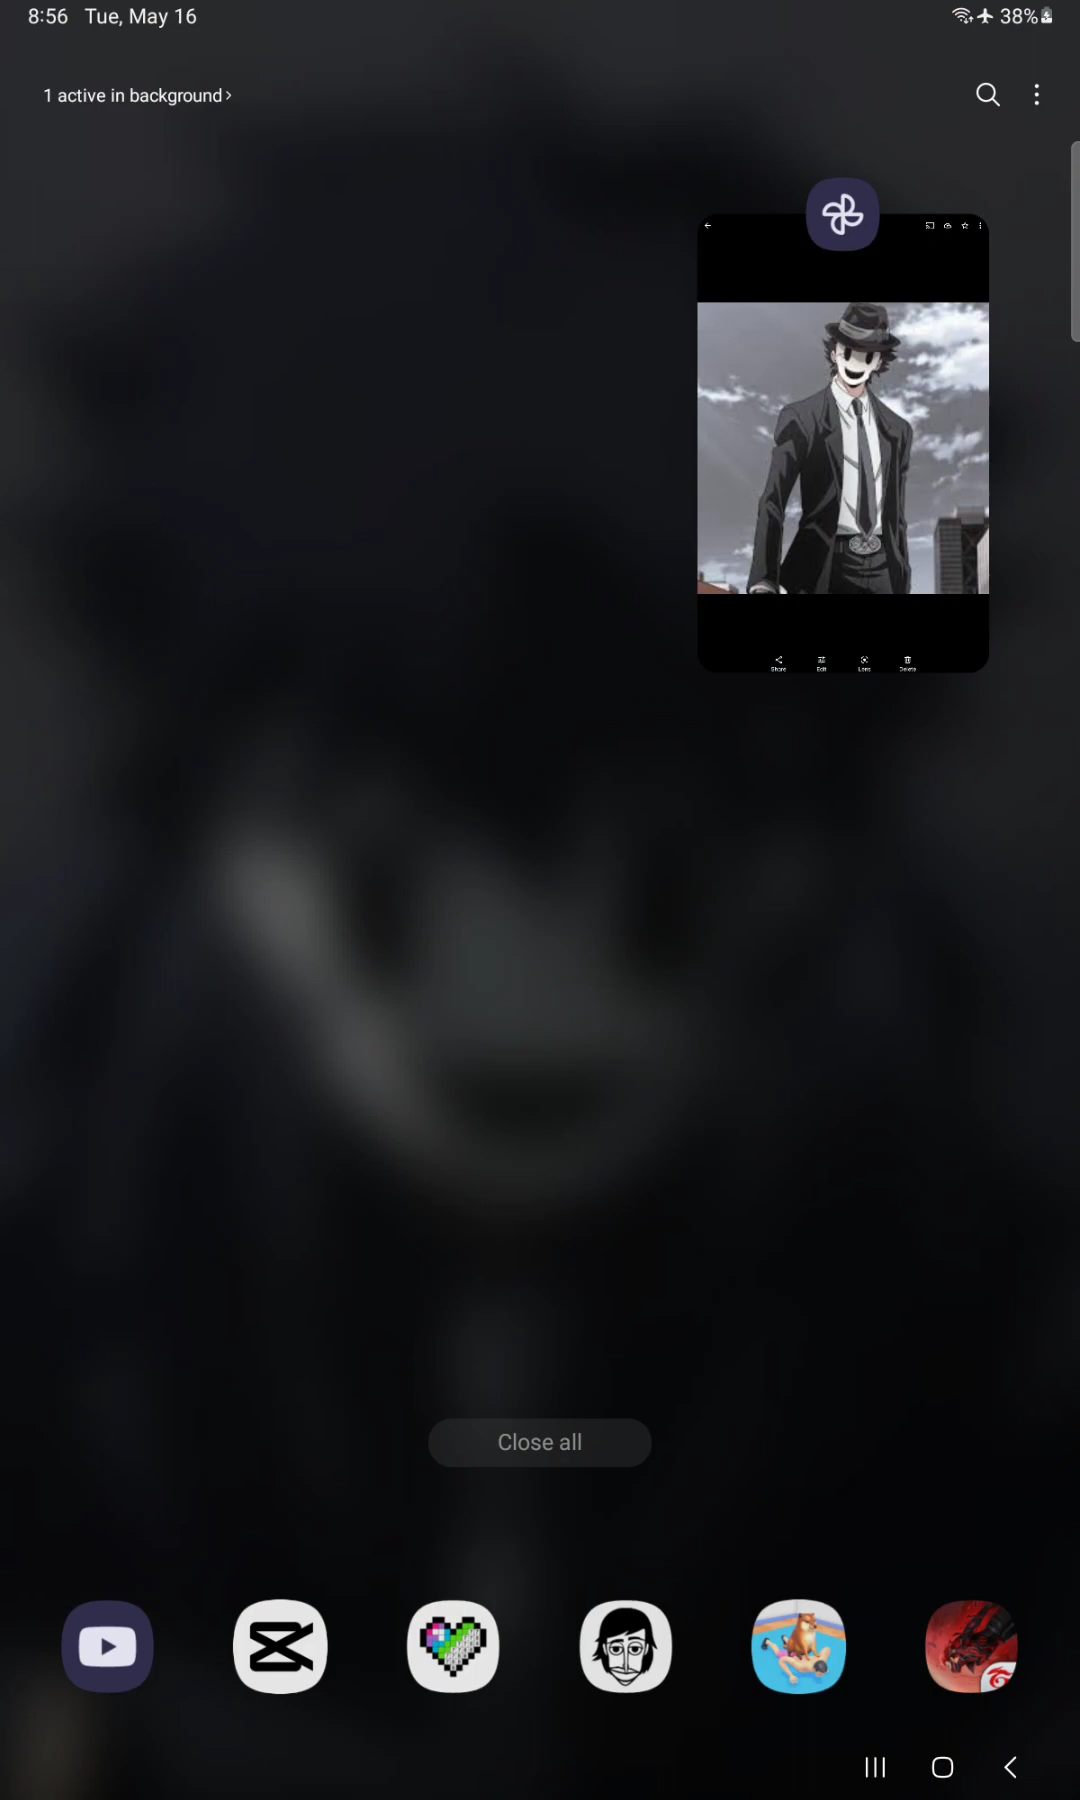 8:56 Tue, May 16
38%
1 active in background
Share Edit Lens Delete
Close all